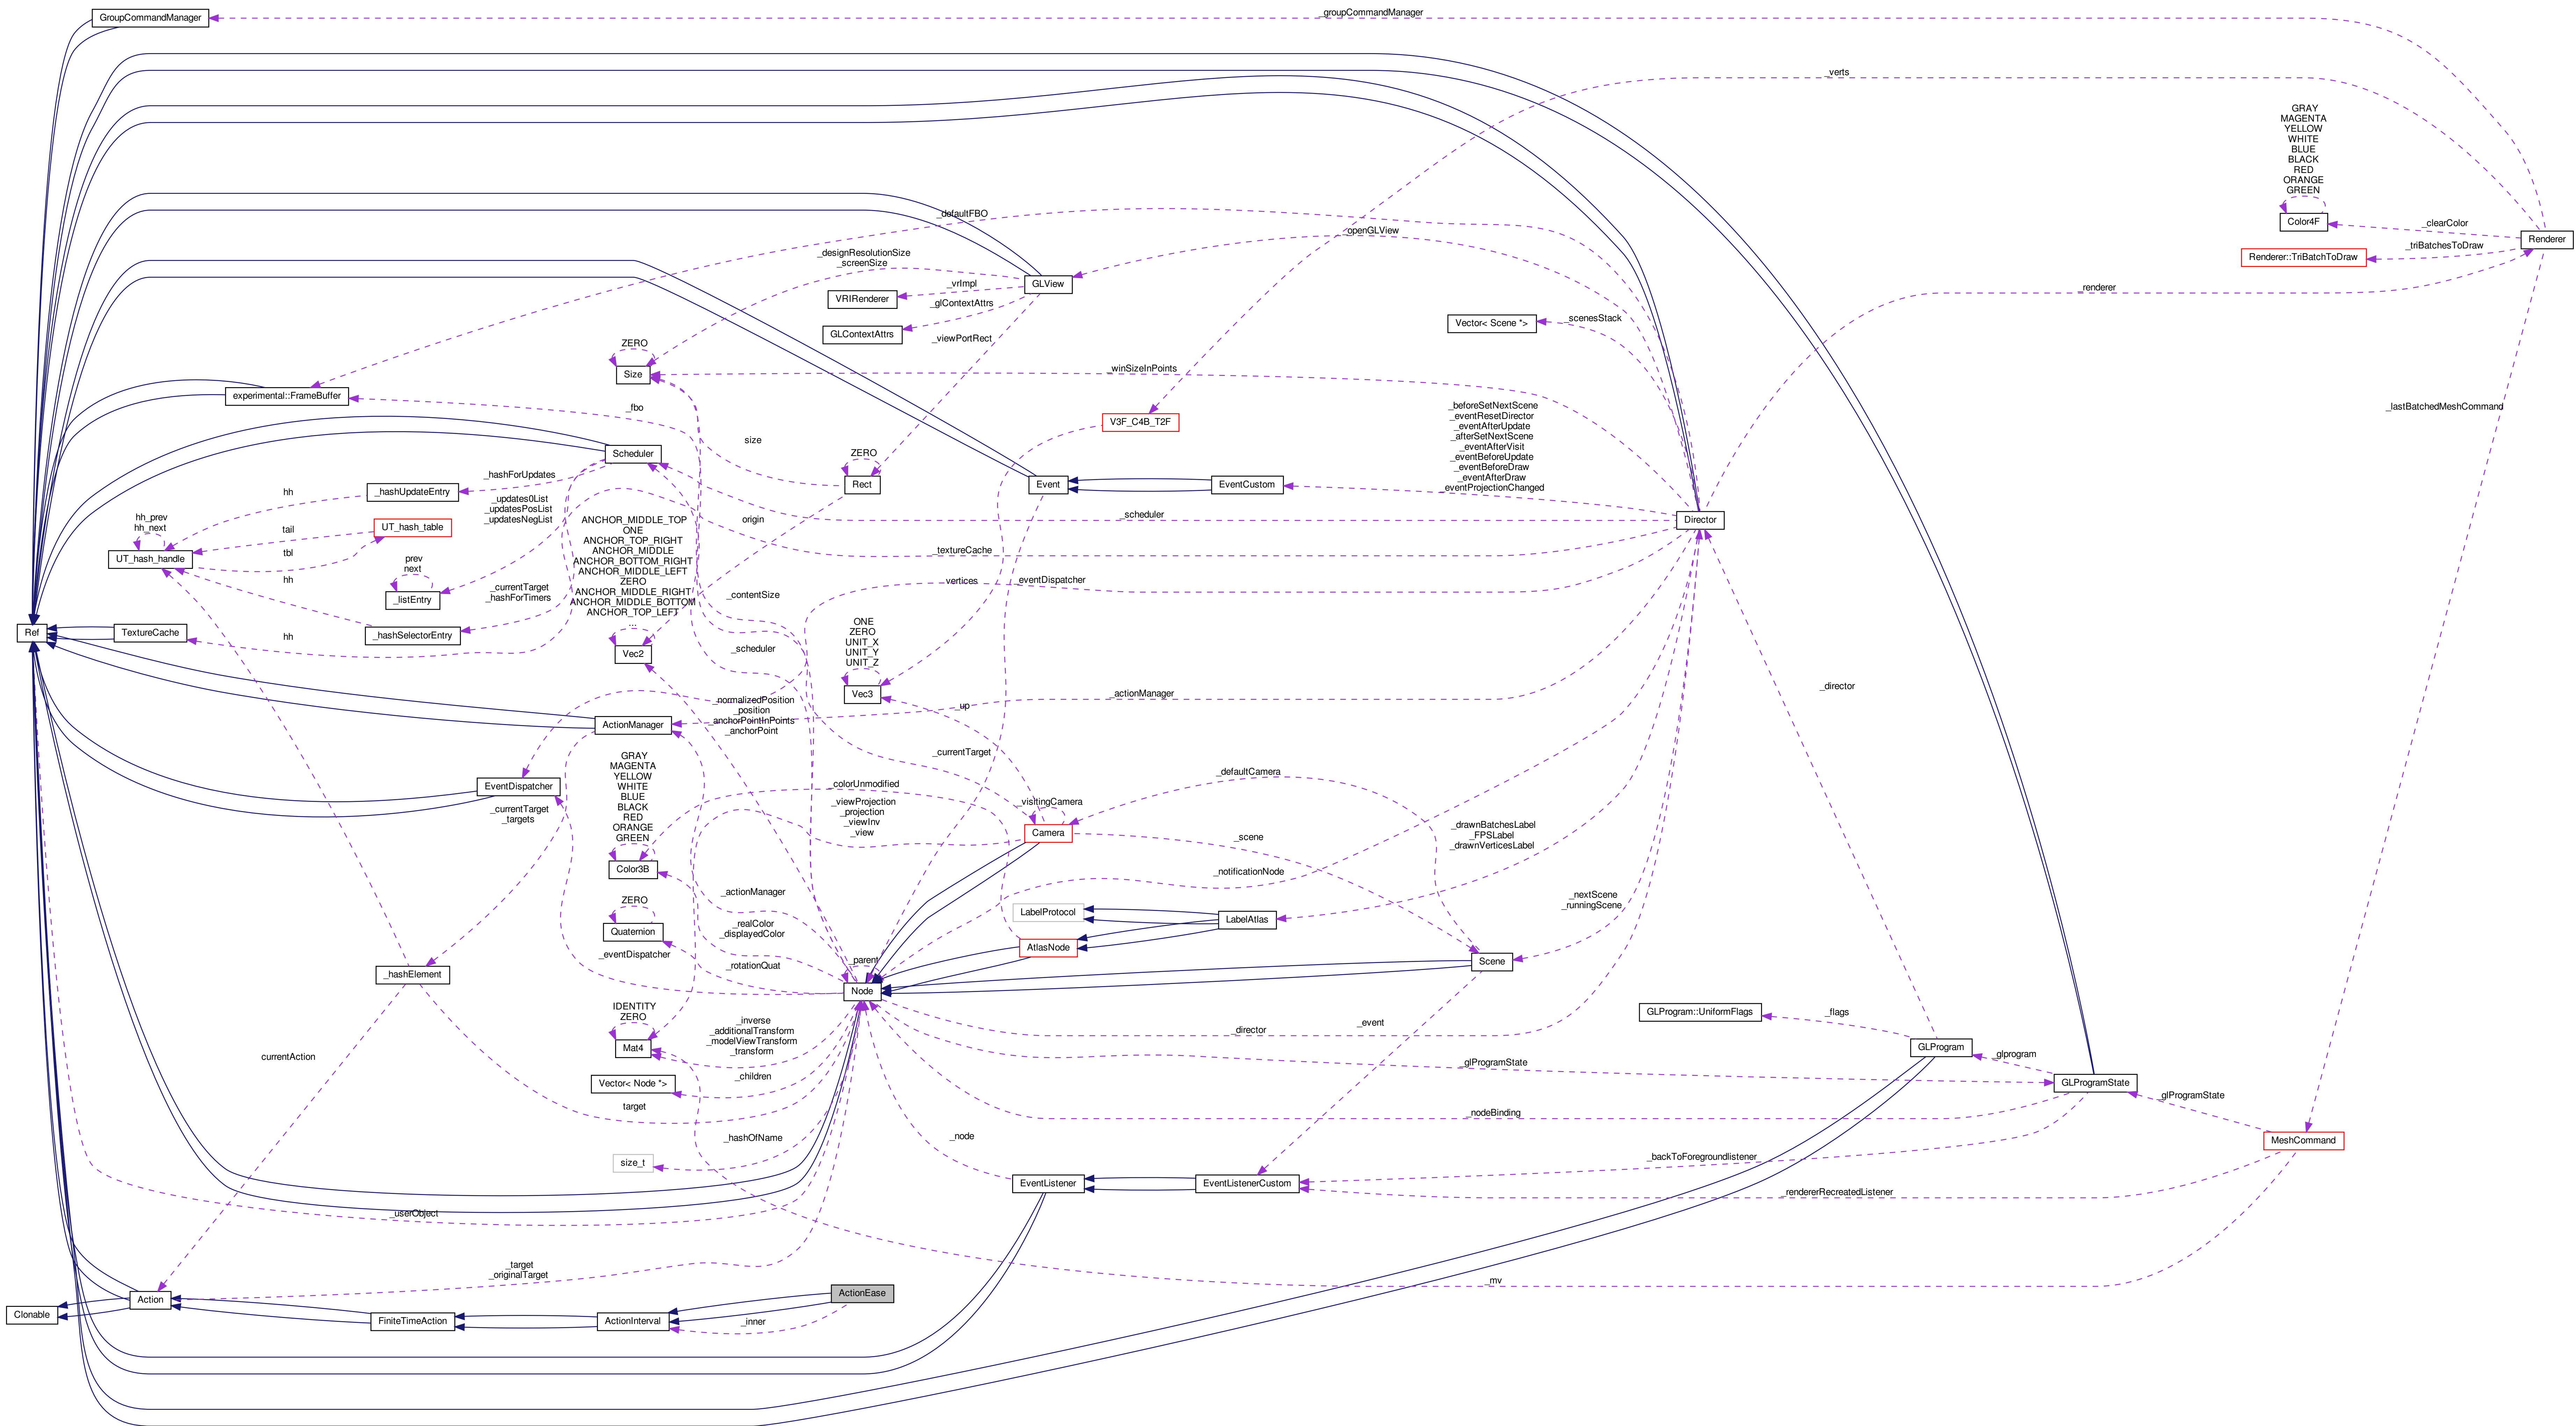 GroupCommandManager
_groupCommandManager
_verts
GRAY
MAGENTA
YELLOW
WHITE
BLUE
BLACK
RED
ORANGE
GREEN
_defaultFBO
Color4F
_clearColor
_openGLView
Renderer
_triBatchesToDraw
_designResolutionSize
_screenSize
Renderer::TriBatchToDraw
_vrImpl
GLView
_renderer
VRIRenderer
_glContextAttrs
_scenesStack
Vector< Scene *>
GLContextAttrs
_viewPortRect
ZERO
Size
_winSizeInPoints
experimental::FrameBuffer
_fbo
_lastBatchedMeshCommand
_beforeSetNextScene
_eventResetDirector
_eventAfterUpdate
_afterSetNextScene
_eventAfterVisit
_eventBeforeUpdate
_eventBeforeDraw
_eventAfterDraw
_eventProjectionChanged
V3F_C4B_T2F
size
Scheduler
ZERO
_hashForUpdates
Rect
Event
EventCustom
hh
_hashUpdateEntry
_updates0List
_updatesPosList
_updatesNegList
hh_prev
hh_next
tail
UT_hash_table
origin
_scheduler
Director
ANCHOR_MIDDLE_TOP
ONE
ANCHOR_TOP_RIGHT
ANCHOR_MIDDLE
ANCHOR_BOTTOM_RIGHT
ANCHOR_MIDDLE_LEFT
ZERO
ANCHOR_MIDDLE_RIGHT
ANCHOR_MIDDLE_BOTTOM
ANCHOR_TOP_LEFT
...
UT_hash_handle
tbl
_textureCache
prev
next
hh
_listEntry
_currentTarget
_hashForTimers
_contentSize
vertices
_eventDispatcher
Ref
TextureCache
hh
_hashSelectorEntry
Vec2
_scheduler
ONE
ZERO
UNIT_X
UNIT_Y
UNIT_Z
Vec3
_actionManager
_director
_normalizedPosition
_position
_anchorPointInPoints
_anchorPoint
_up
ActionManager
_currentTarget
GRAY
MAGENTA
YELLOW
WHITE
BLUE
BLACK
RED
ORANGE
GREEN
EventDispatcher
_colorUnmodified
_defaultCamera
_currentTarget
_targets
_viewProjection
_projection
_viewInv
_view
_visitingCamera
Camera
_scene
_drawnBatchesLabel
_FPSLabel
_drawnVerticesLabel
Color3B
_notificationNode
_actionManager
ZERO
_nextScene
_runningScene
LabelProtocol
LabelAtlas
Quaternion
_realColor
_displayedColor
AtlasNode
_eventDispatcher
_rotationQuat
_parent
Scene
_hashElement
Node
IDENTITY
ZERO
_inverse
_additionalTransform
_modelViewTransform
_transform
GLProgram::UniformFlags
_flags
_director
_event
Mat4
GLProgram
currentAction
_glProgramState
_glprogram
Vector< Node *>
_children
GLProgramState
target
_nodeBinding
_glProgramState
_hashOfName
_node
MeshCommand
size_t
_backToForegroundlistener
EventListener
EventListenerCustom
_rendererRecreatedListener
_userObject
_target
_originalTarget
_mv
Action
ActionEase
Clonable
FiniteTimeAction
ActionInterval
_inner